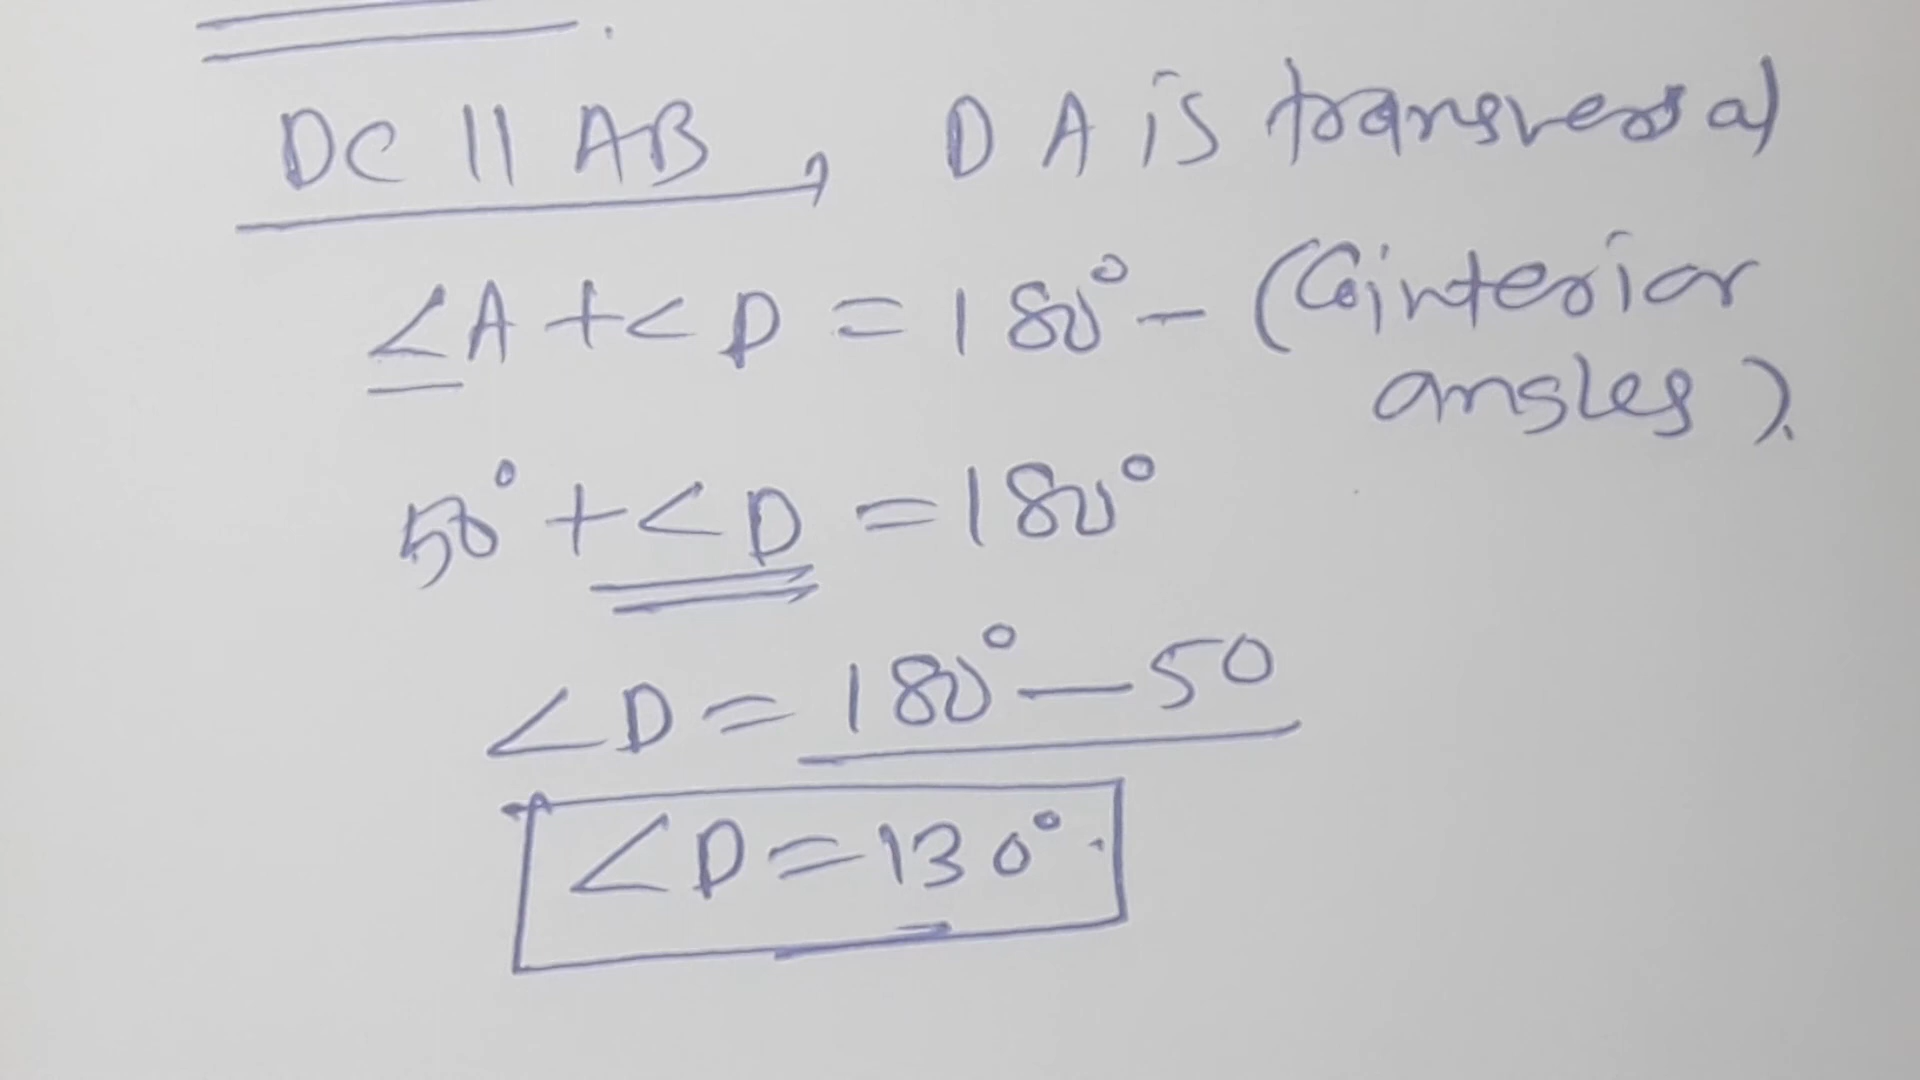 DC || AB, DA is transversal
∠A + ∠D = 180° - (Cointerior
angles).
50° + ∠D = 180°
∠D = 180° - 50
∠D = 130°.